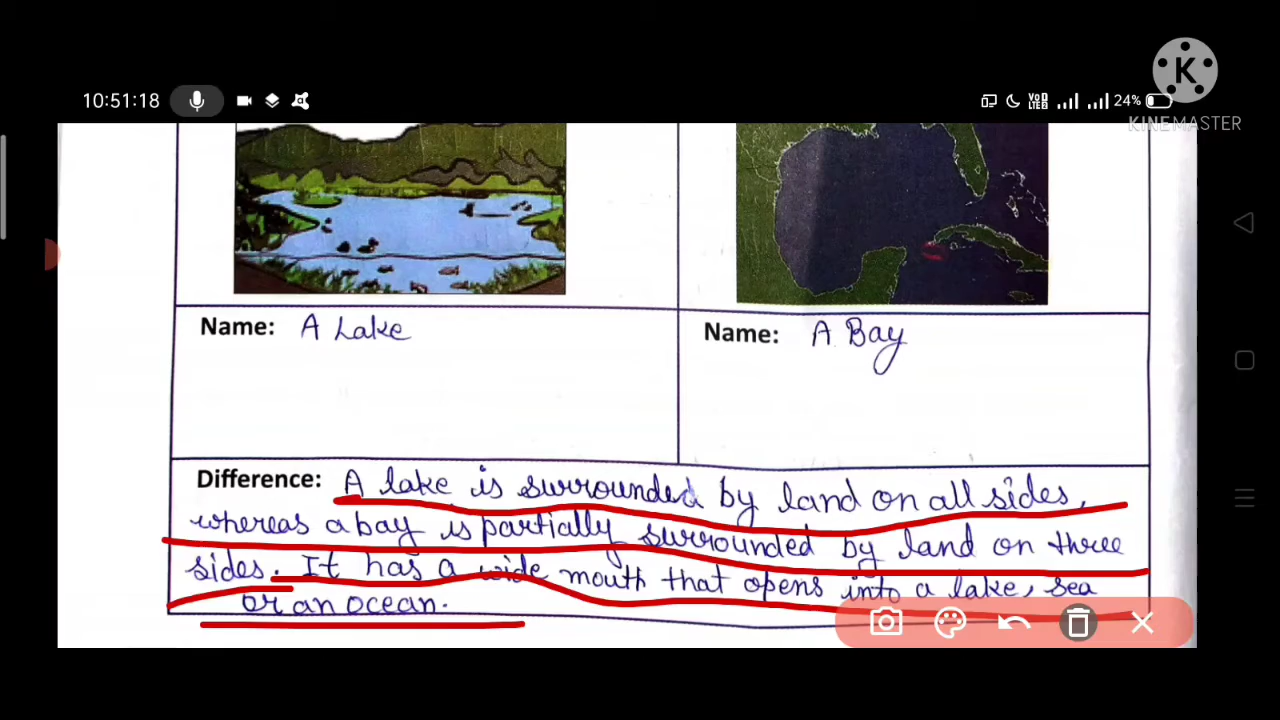 10:51:18
24%
K
KINEMASTER
Name: A Lake
Name: A Bay
Difference: A lake is surrounded by land on all sides,
whereas a bay is partially surrounded by land on three
sides. It has a wide mouth that opens into a lake, sea
or an ocean.